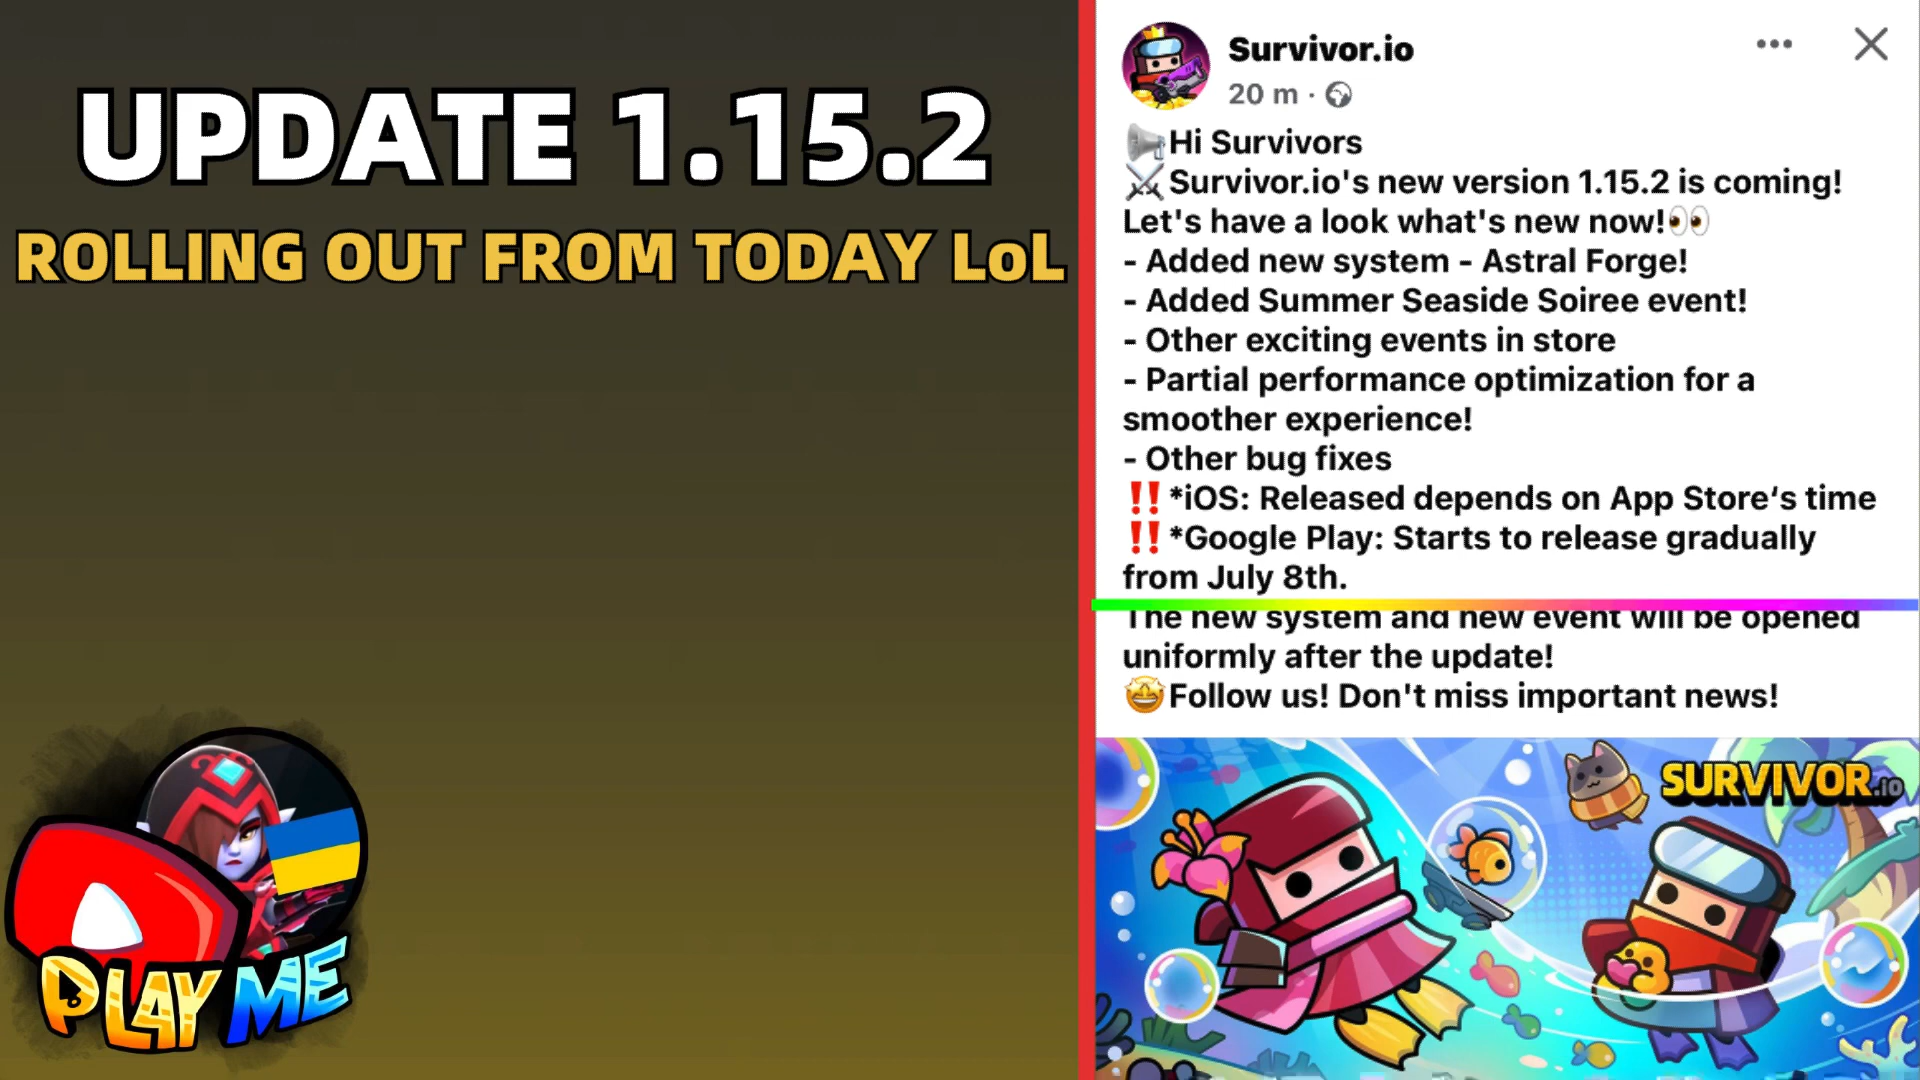 UPDATE 1.15.2
ROLLING OUT FROM TODAY LoL
PLAY ME
Survivor.io
20 m ·
📢Hi Survivors
⚔️Survivor.io's new version 1.15.2 is coming!
Let's have a look what's new now!👀
- Added new system - Astral Forge!
- Added Summer Seaside Soiree event!
- Other exciting events in store
- Partial performance optimization for a
smoother experience!
- Other bug fixes
‼️*iOS: Released depends on App Store‘s time
‼️*Google Play: Starts to release gradually
from July 8th.
The new system and new event will be opened
uniformly after the update!
🤩Follow us! Don't miss important news!
SURVIVOR.io